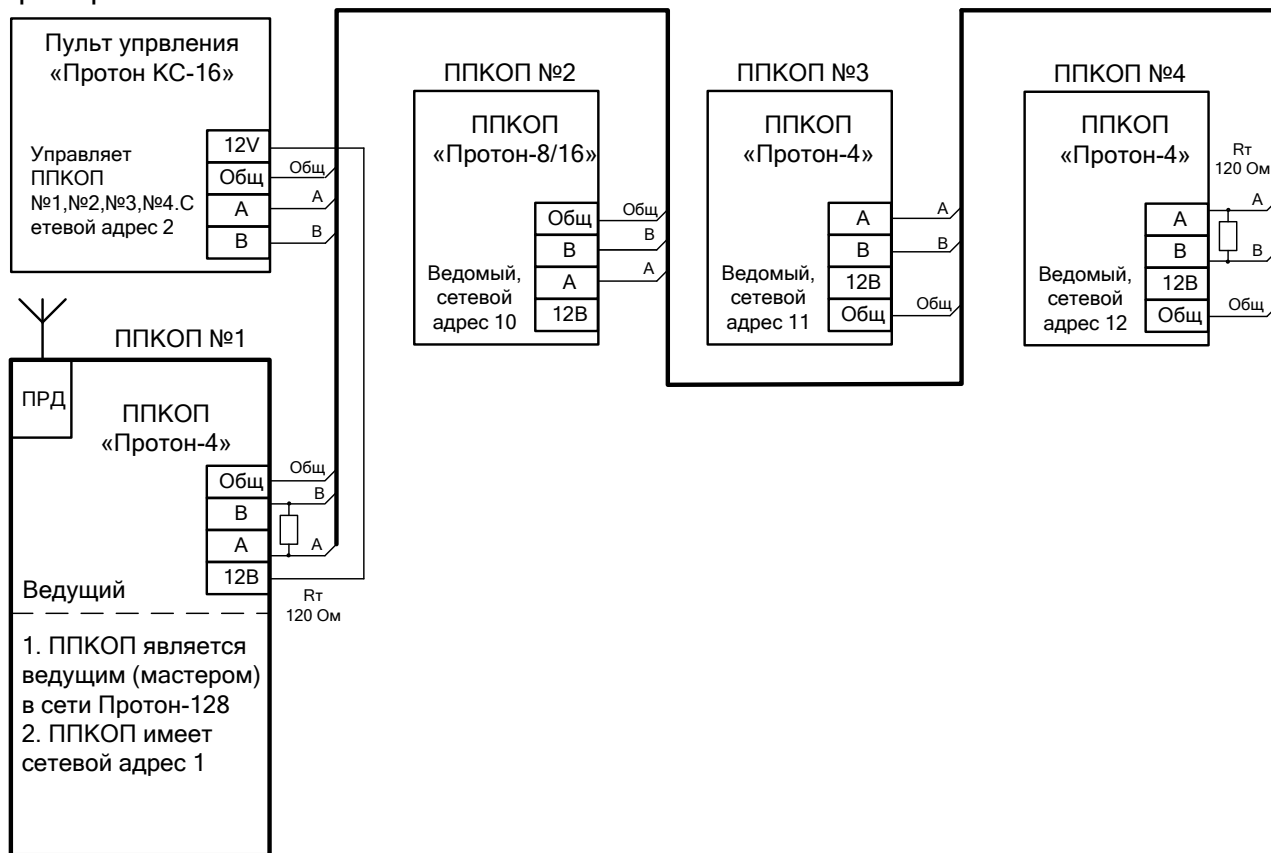 Пульт упрвления
«Протон КС-16»
Управляет
ППКОП
№1,№2,№3,№4.С
етевой адрес 2
12V
Общ
А
В
Общ
А
В
ППКОП №1
ПРД
ППКОП
«Протон-4»
Общ
В
А
12В
Общ
В
А
Rт
120 Ом
Ведущий
1. ППКОП является
ведущим (мастером)
в сети Протон-128
2. ППКОП имеет
сетевой адрес 1
ППКОП №2
ППКОП
«Протон-8/16»
Ведомый,
сетевой
адрес 10
Общ
В
А
12В
Общ
В
А
ППКОП №3
ППКОП
«Протон-4»
Ведомый,
сетевой
адрес 11
А
В
12В
Общ
А
В
Общ
ППКОП №4
ППКОП
«Протон-4»
Ведомый,
сетевой
адрес 12
А
В
12В
Общ
Rт
120 Ом
А
В
Общ